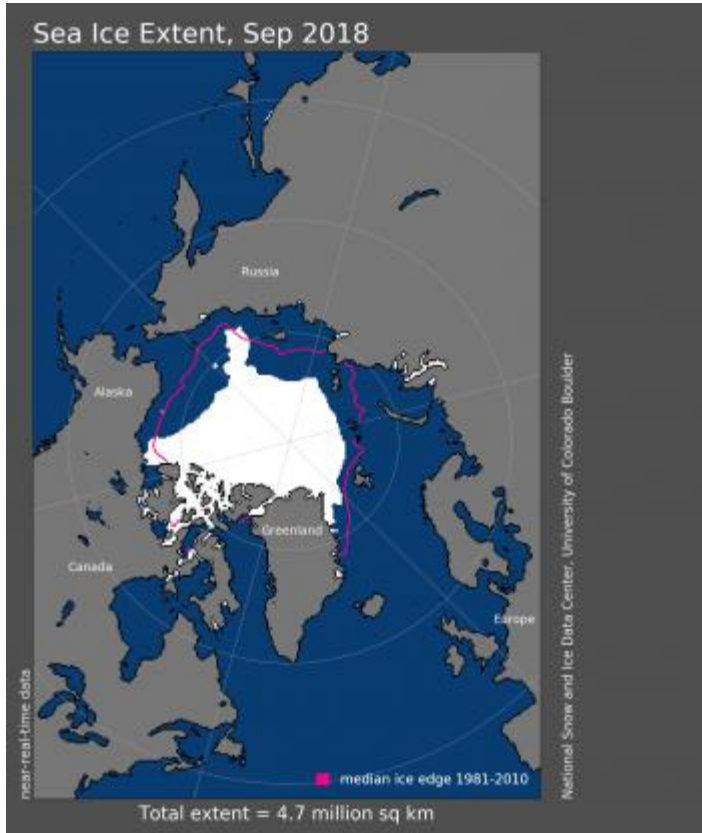 Sea Ice Extent, Sep 2018
Russia
Alaska
Greenland
Canada
Europe
near-real-time data
National Snow and Ice Data Center, University of Colorado Boulder
median ice edge 1981-2010
Total extent = 4.7 million sq km